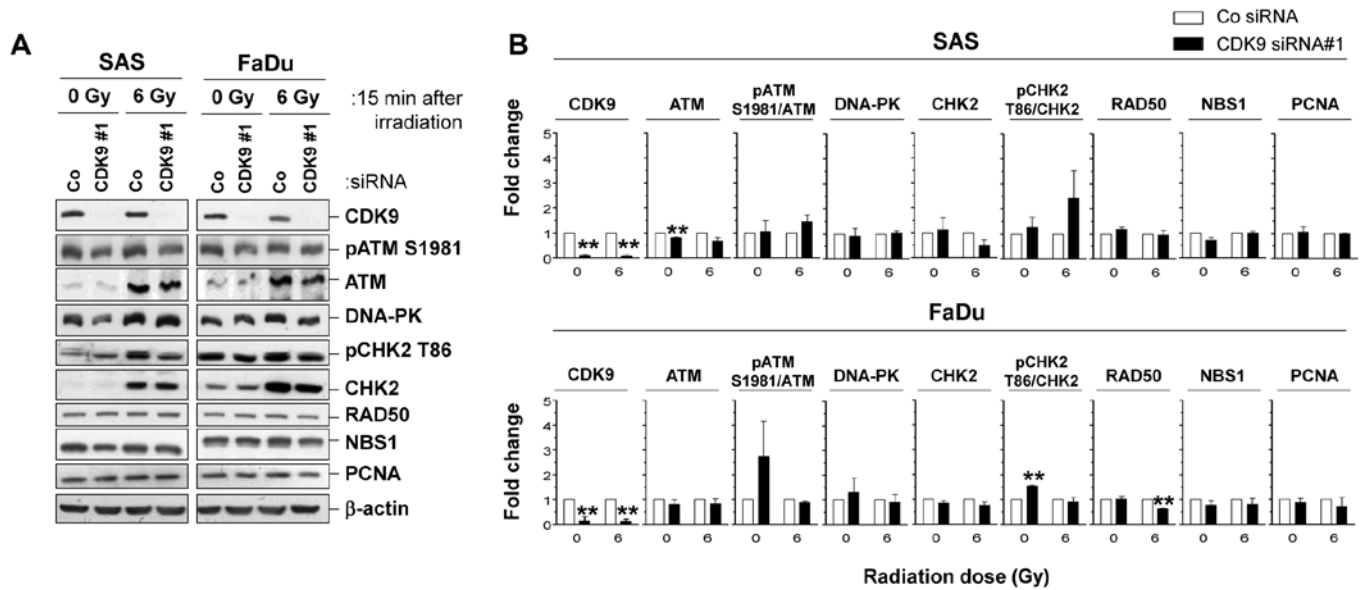 A
SAS FaDu
0 Gy 6 Gy 0 Gy 6 Gy :15 min after
irradiation
Co CDK9 #1 Co CDK9 #1 Co CDK9 #1 Co CDK9 #1 :siRNA
CDK9
pATM S1981
ATM
DNA-PK
pCHK2 T86
CHK2
RAD50
NBS1
PCNA
β-actin
B
Co siRNA
CDK9 siRNA#1
SAS
CDK9 ATM pATM S1981/ATM DNA-PK CHK2 pCHK2 T86/CHK2 RAD50 NBS1 PCNA
Fold change
5
4
3
2
1
0
** ** **
0 6 0 6 0 6 0 6 0 6 0 6 0 6 0 6 0 6
FaDu
CDK9 ATM pATM S1981/ATM DNA-PK CHK2 pCHK2 T86/CHK2 RAD50 NBS1 PCNA
Fold change
5
4
3
2
1
0
** ** ** **
0 6 0 6 0 6 0 6 0 6 0 6 0 6 0 6 0 6
Radiation dose (Gy)